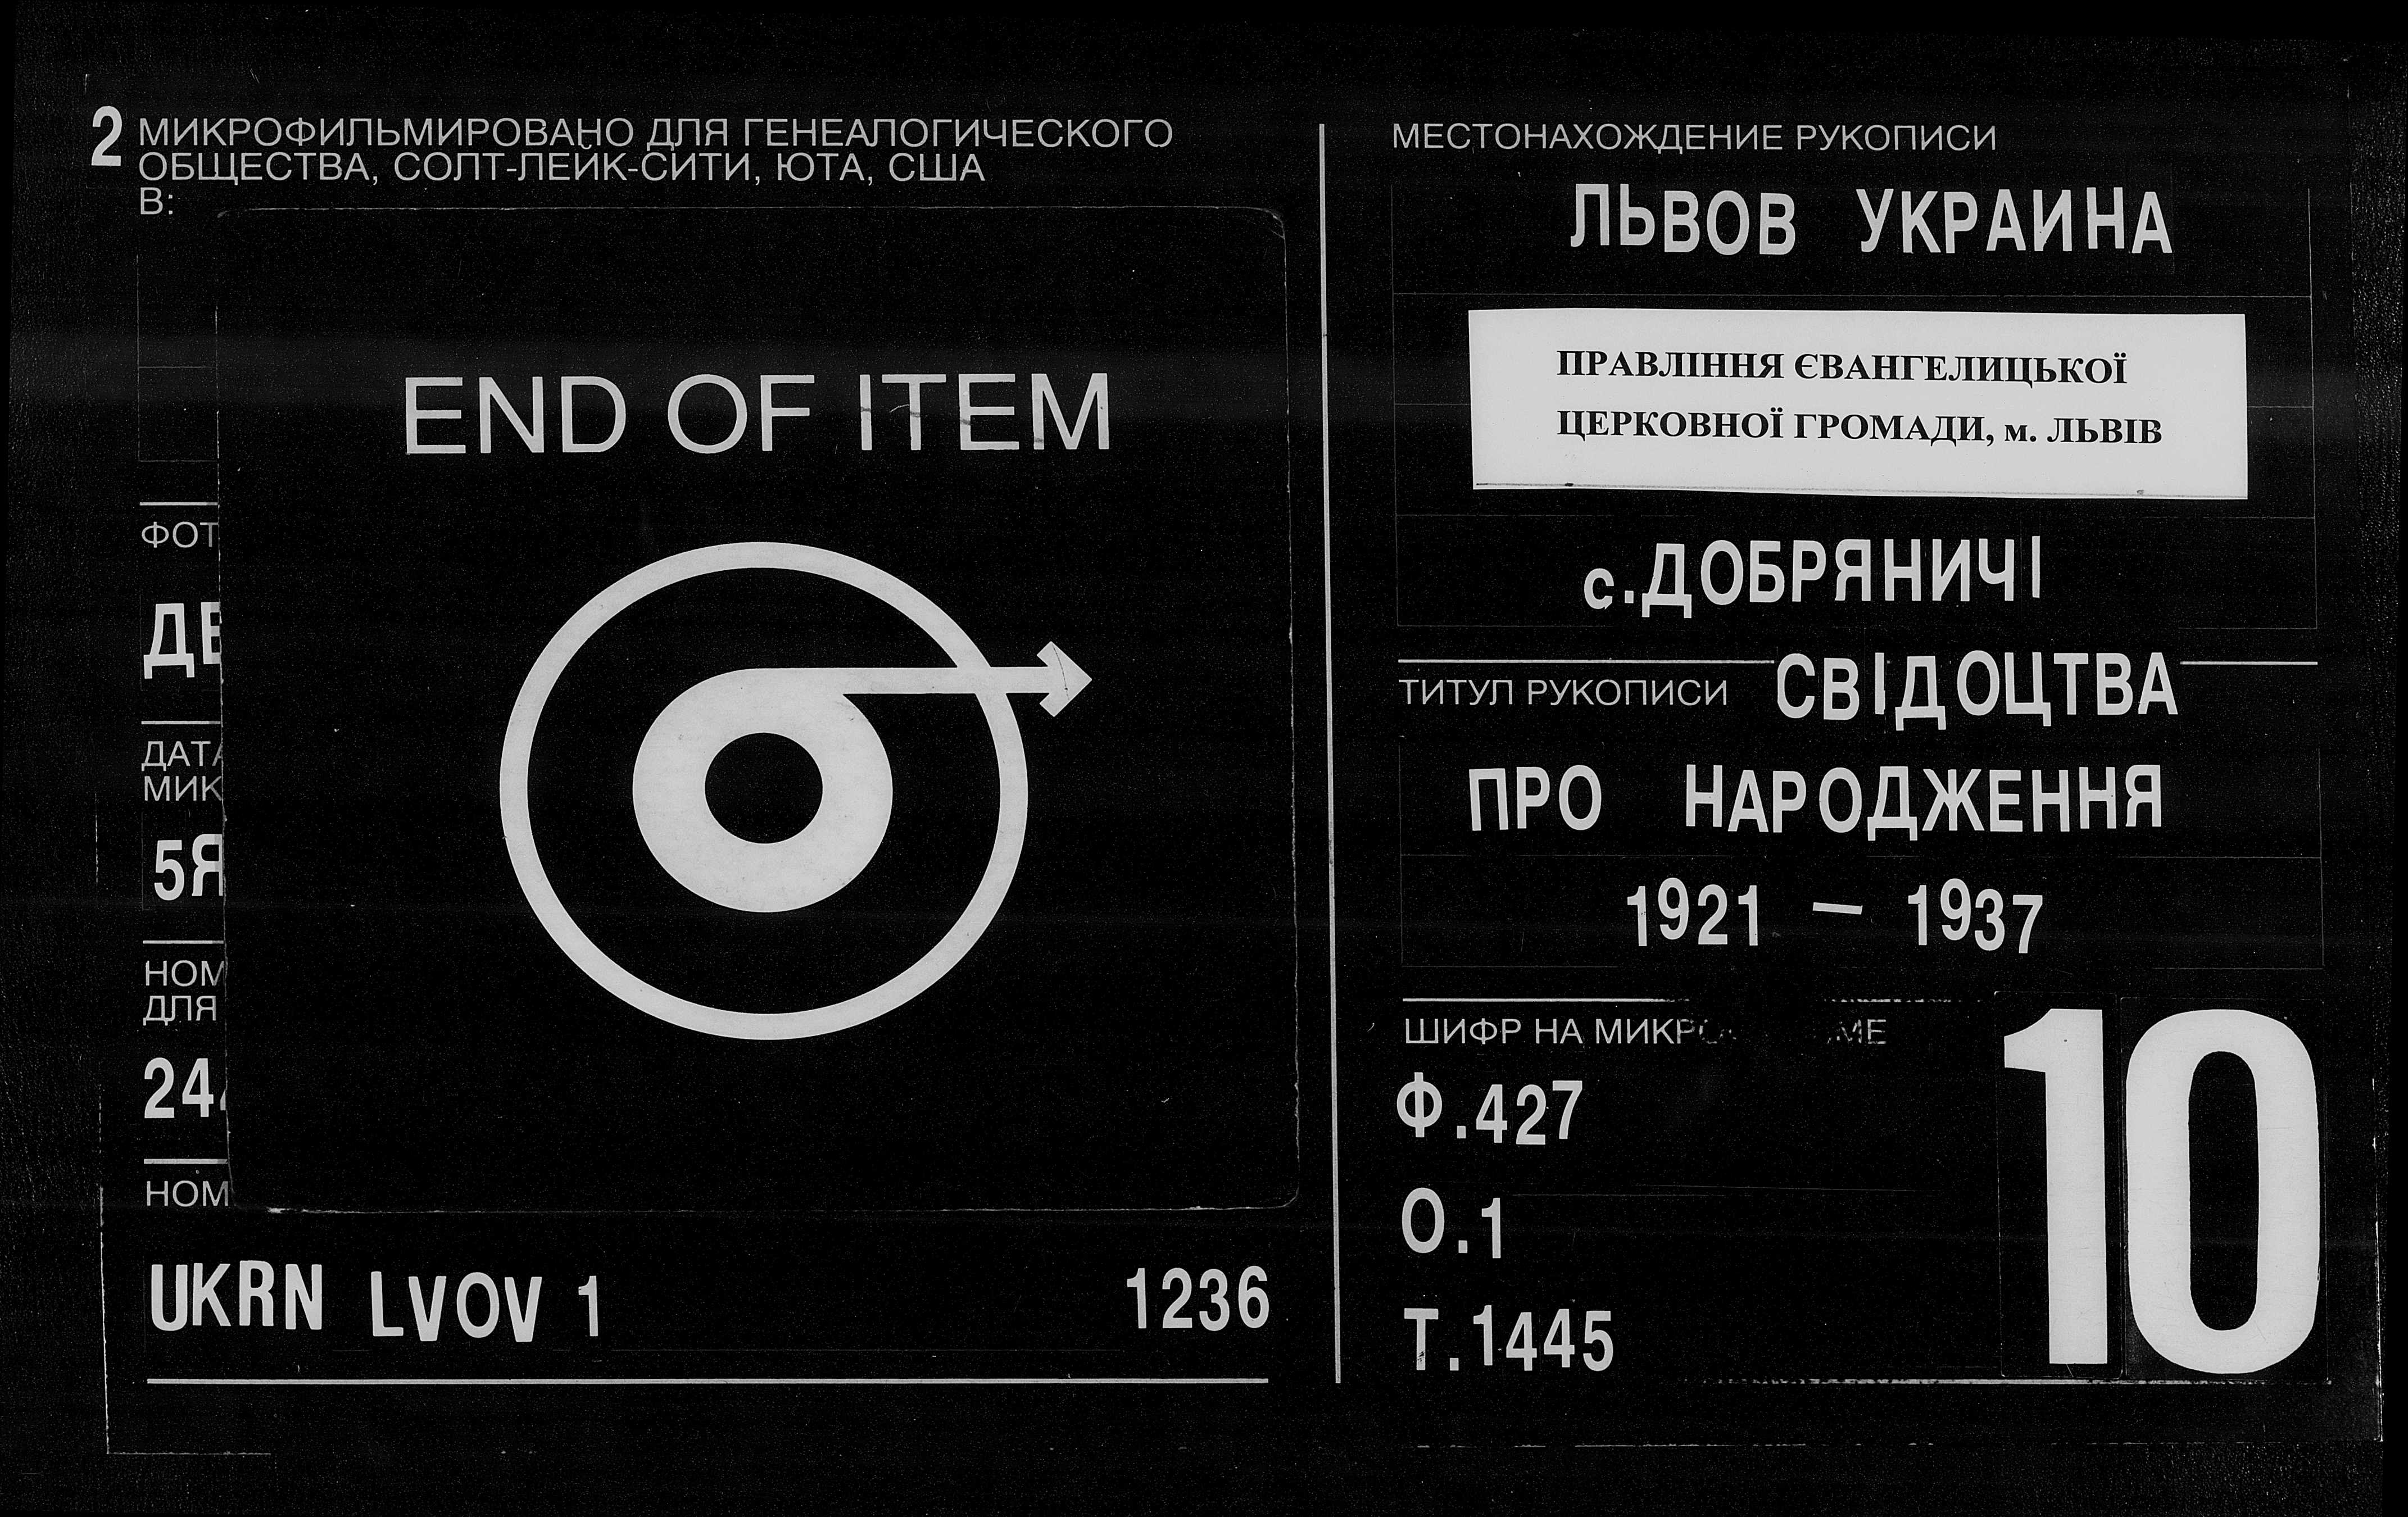 2 МИКРОФИЛЬМИРОВАНО ДЛЯ ГЕНЕАЛОГИЧЕСКОГО
ОБЩЕСТВА, СОЛТ-ЛЕЙК-СИТИ, ЮТА, США
В:
END OF ITEM
UKRN LVOV 1 1236
МЕСТОНАХОЖДЕНИЕ РУКОПИСИ
ЛЬВОВ УКРАИНА
ПРАВЛІННЯ ЄВАНГЕЛИЦЬКОЇ
ЦЕРКОВНОЇ ГРОМАДИ, м. ЛЬВІВ
с.ДОБРЯНИЧІ
ТИТУЛ РУКОПИСИ СВІДОЦТВА
ПРО НАРОДЖЕННЯ
1921 — 1937
ШИФР НА
Ф.427
О.1
Т.1445
10